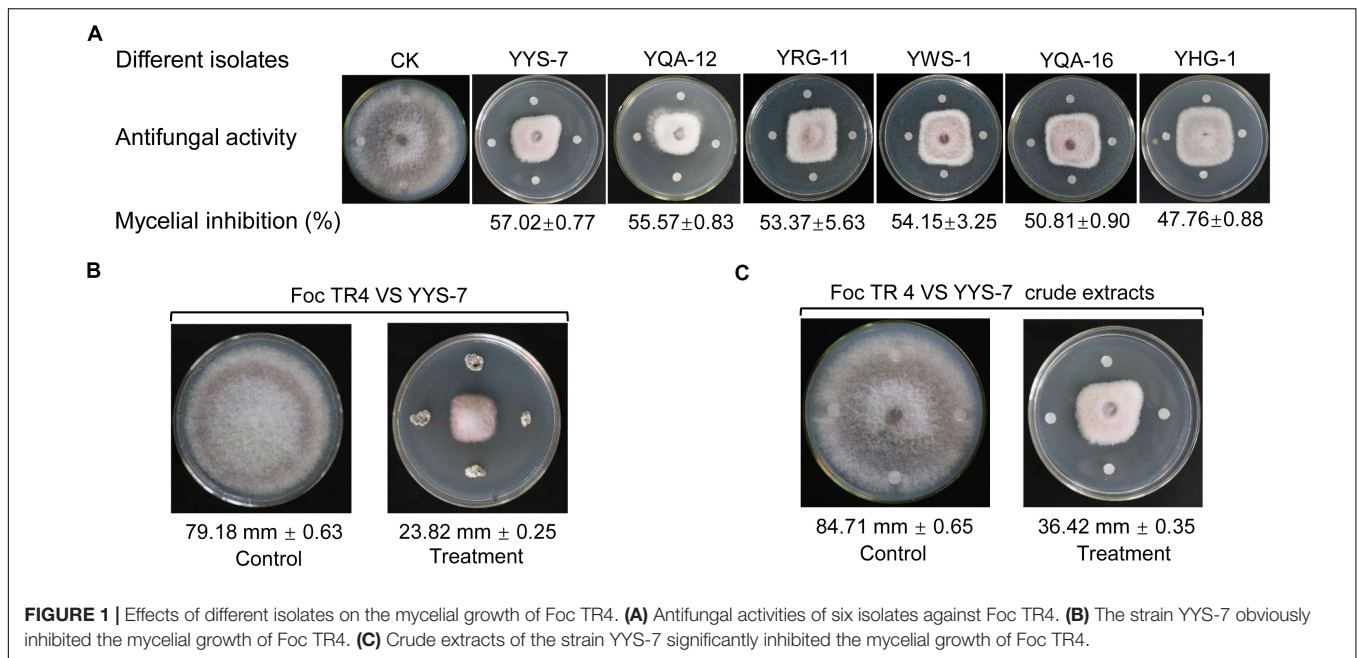 A
Different isolates CK YYS-7 YQA-12 YRG-11 YWS-1 YQA-16 YHG-1
Antifungal activity
Mycelial inhibition (%) 57.02±0.77 55.57±0.83 53.37±5.63 54.15±3.25 50.81±0.90 47.76±0.88
B
Foc TR4 VS YYS-7
79.18 mm ± 0.63 23.82 mm ± 0.25
Control Treatment
C
Foc TR 4 VS YYS-7 crude extracts
84.71 mm ± 0.65 36.42 mm ± 0.35
Control Treatment
FIGURE 1 | Effects of different isolates on the mycelial growth of Foc TR4. (A) Antifungal activities of six isolates against Foc TR4. (B) The strain YYS-7 obviously
inhibited the mycelial growth of Foc TR4. (C) Crude extracts of the strain YYS-7 significantly inhibited the mycelial growth of Foc TR4.